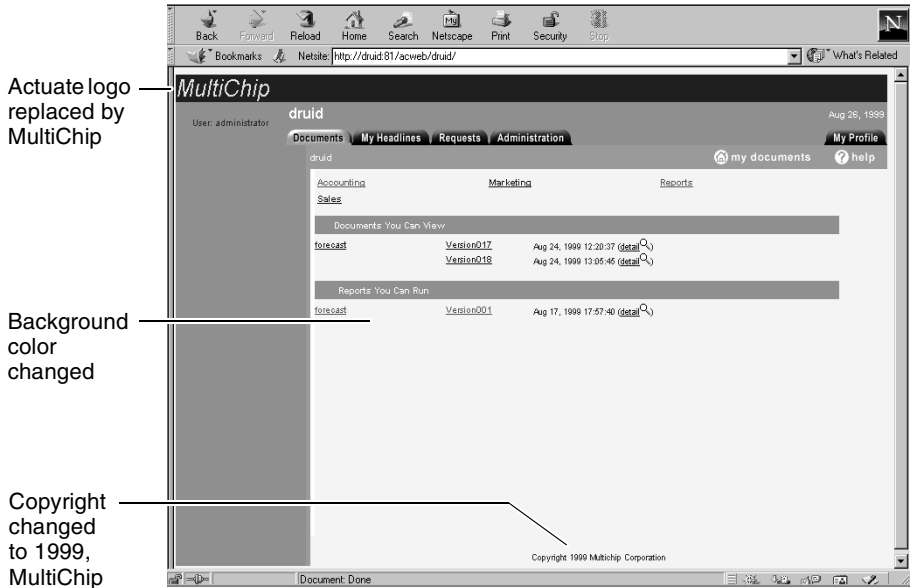 Back Forward Reload Home Search Netscape Print Security Stop
My
N
Bookmarks Netsite: http://druid:81/acweb/druid/ What's Related
Actuate logo
replaced by
MultiChip
MultiChip
User: administrator
druid Aug 26, 1999
Documents My Headlines Requests Administration My Profile
druid my documents ? help
Accounting Marketing Reports
Sales
Documents You Can View
forecast Version017 Aug 24, 1999 12:20:37 (detail)
Version018 Aug 24, 1999 13:05:45 (detail)
Reports You Can Run
forecast Version001 Aug 17, 1999 17:57:40 (detail)
Background
color
changed
Copyright
changed
to 1999,
MultiChip
Copyright 1999 Multichip Corporation
Document: Done